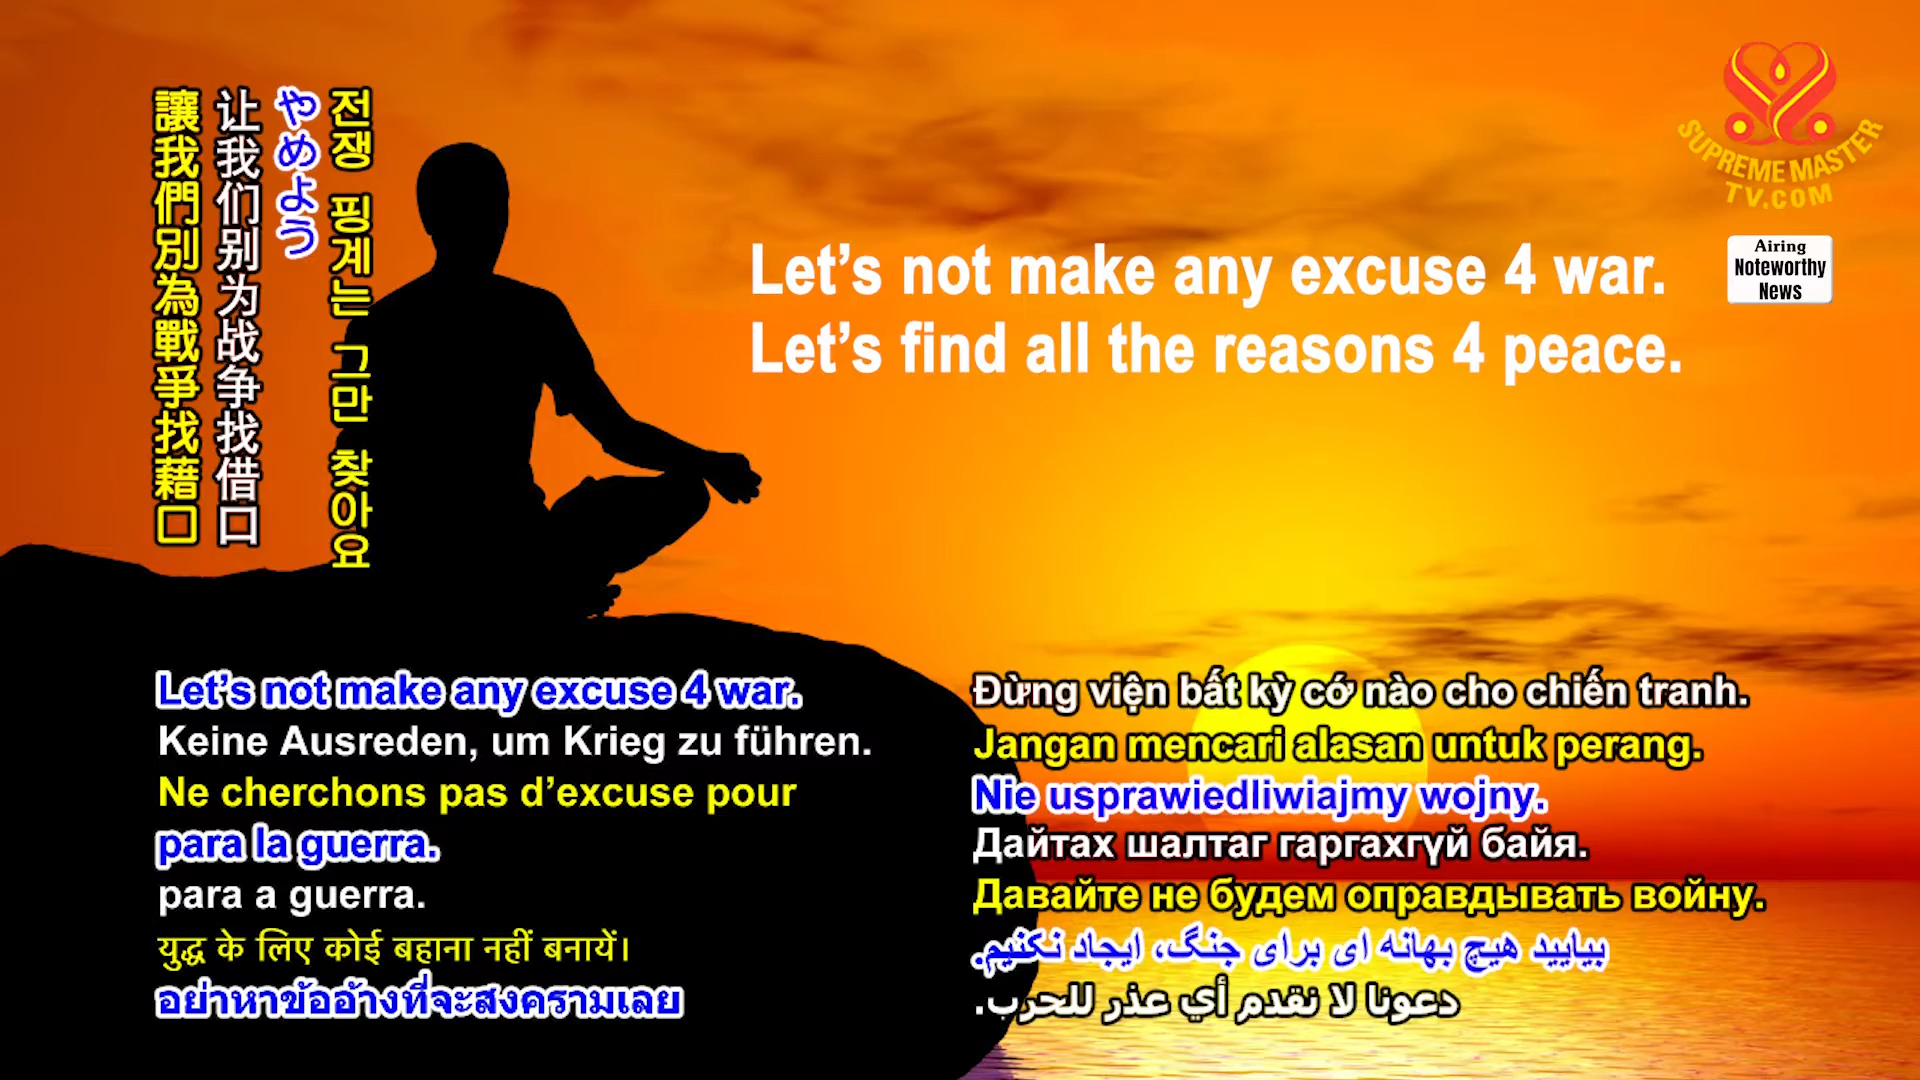 讓我們別為戰爭找藉口
让我们别为战争找借口
やめよう
전쟁 핑계는 그만 찾아요
SUPREME MASTER
TV.COM
Let's not make any excuse 4 war.
Let's find all the reasons 4 peace.
Airing
Noteworthy
News
Let's not make any excuse 4 war.
Keine Ausreden, um Krieg zu führen.
Ne cherchons pas d'excuse pour
para la guerra.
para a guerra.
युद्ध के लिए कोई बहाना नहीं बनायें।
อย่าหาข้ออ้างที่จะสงครามเลย
Đừng viện bất kỳ cớ nào cho chiến tranh.
Jangan mencari alasan untuk perang.
Nie usprawiedliwiajmy wojny.
Дайтах шалтаг гаргахгүй байя.
Давайте не будем оправдывать войну.
بیایید هیچ بهانه ای برای جنگ، ایجاد نکنیم.
دعونا لا نقدم أي عذر للحرب.